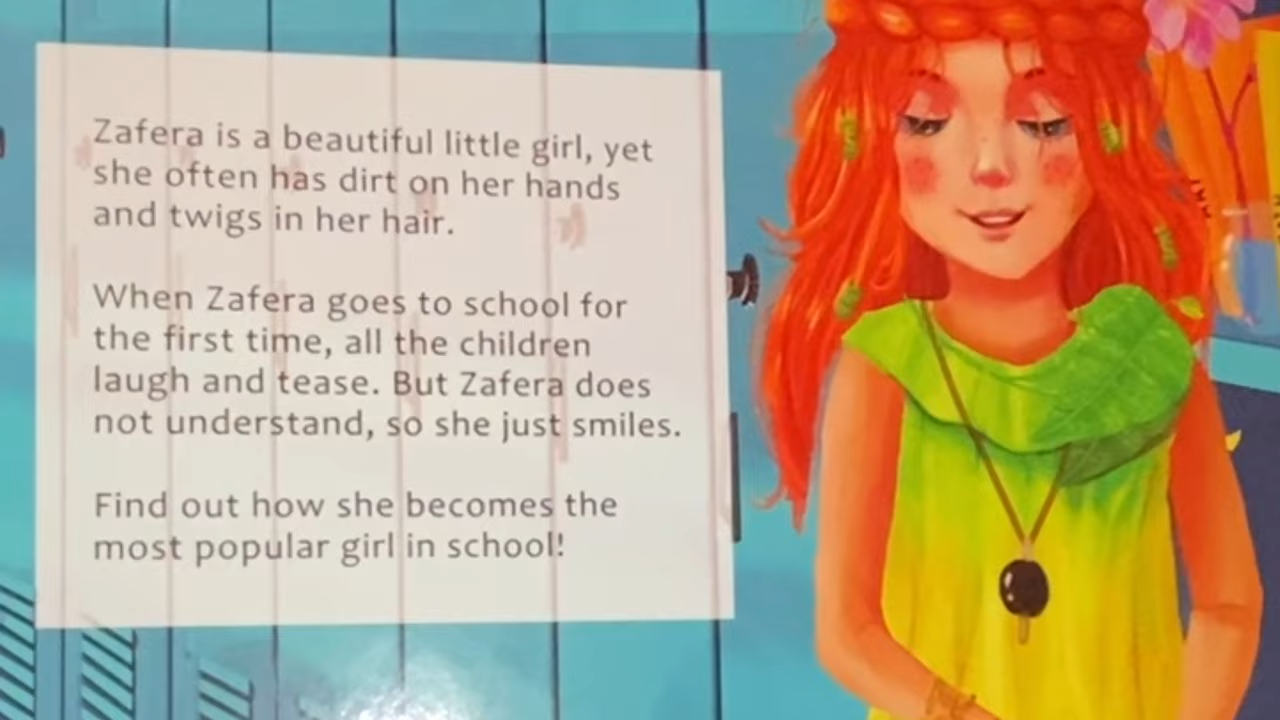 Zafera is a beautiful little girl, yet
she often has dirt on her hands
and twigs in her hair.
When Zafera goes to school for
the first time, all the children
laugh and tease. But Zafera does
not understand, so she just smiles.
Find out how she becomes the
most popular girl in school!